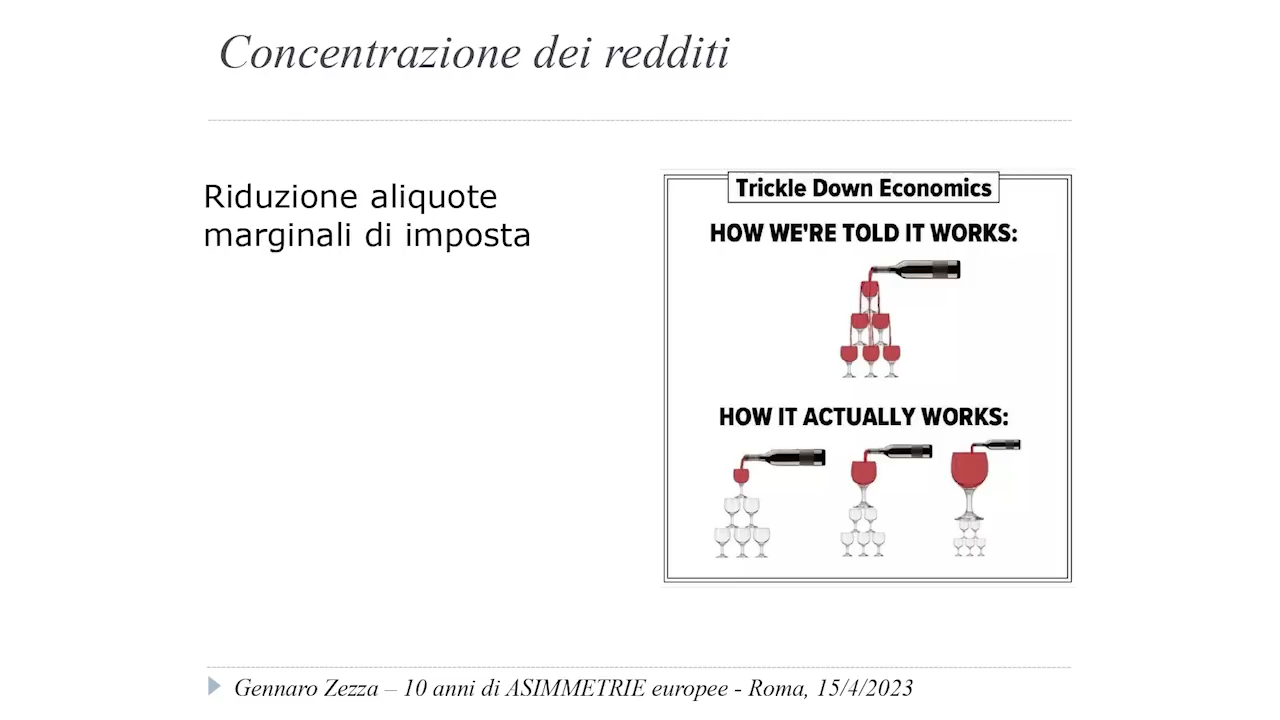 Concentrazione dei redditi
Riduzione aliquote
marginali di imposta
Trickle Down Economics
HOW WE'RE TOLD IT WORKS:
HOW IT ACTUALLY WORKS:
Gennaro Zezza – 10 anni di ASIMMETRIE europee - Roma, 15/4/2023